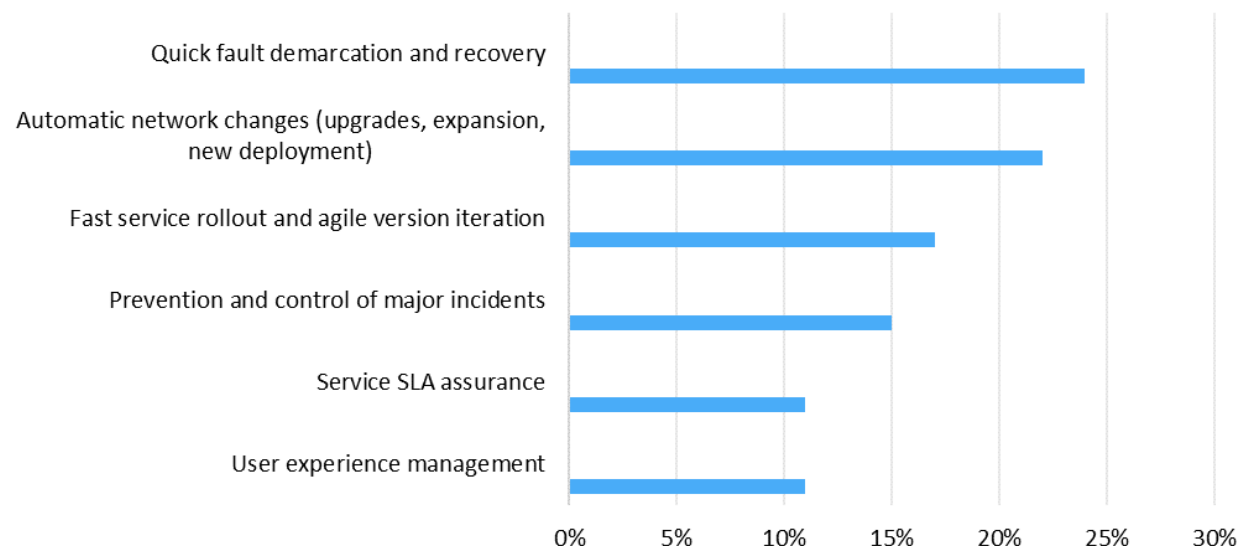 Quick fault demarcation and recovery
Automatic network changes (upgrades, expansion,
new deployment)
Fast service rollout and agile version iteration
Prevention and control of major incidents
Service SLA assurance
User experience management
0% 5% 10% 15% 20% 25% 30%